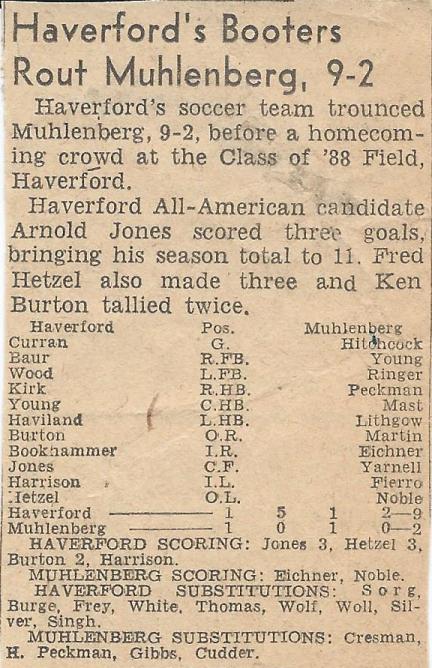 Haverford's Booters
Rout Muhlenberg, 9-2
Haverford's soccer team trounced
Muhlenberg, 9-2, before a homecom-
ing crowd at the Class of '88 Field,
Haverford.
Haverford All-American candidate
Arnold Jones scored three goals,
bringing his season total to 11. Fred
Hetzel also made three and Ken
Burton tallied twice.
Haverford Pos. Muhlenberg
Curran G. Hitchcock
Baur R.FB. Young
Wood L.FB. Ringer
Kirk R.HB. Peckman
Young C.HB. Mast
Haviland L.HB. Lithgow
Burton O.R. Martin
Bookhammer I.R. Eichner
Jones C.F. Yarnell
Harrison I.L. Fierro
Hetzel O.L. Noble
Haverford 1 5 1 2—9
Muhlenberg 1 0 1 0—2
HAVERFORD SCORING: Jones 3, Hetzel 3,
Burton 2, Harrison.
MUHLENBERG SCORING: Eichner, Noble.
HAVERFORD SUBSTITUTIONS: Sorg,
Burge, Frey, White, Thomas, Wolf, Woll, Sil-
ver, Singh.
MUHLENBERG SUBSTITUTIONS: Cresman,
H. Peckman, Gibbs, Cudder.